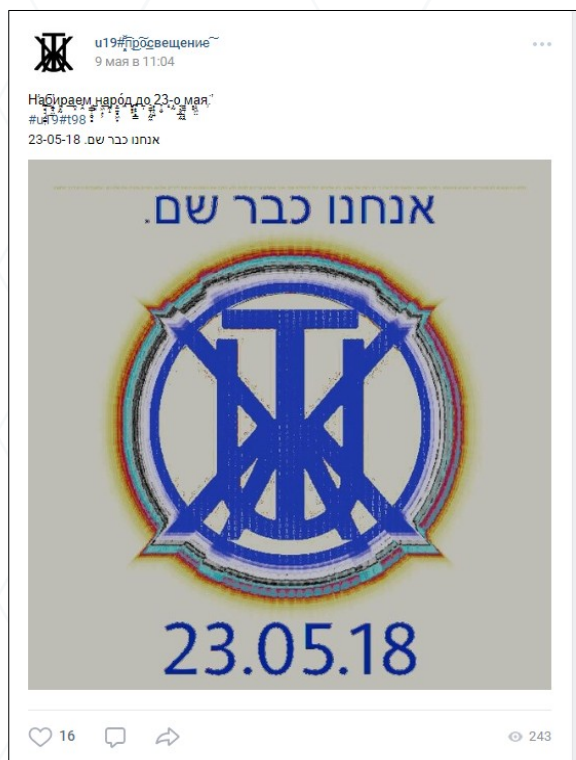 u19#просвещение
9 мая в 11:04
Набираем народ до 23-о мая
#u19#t98
23-05-18 .אנחנו כבר שם
אנחנו כבר שם.
23.05.18
16
243